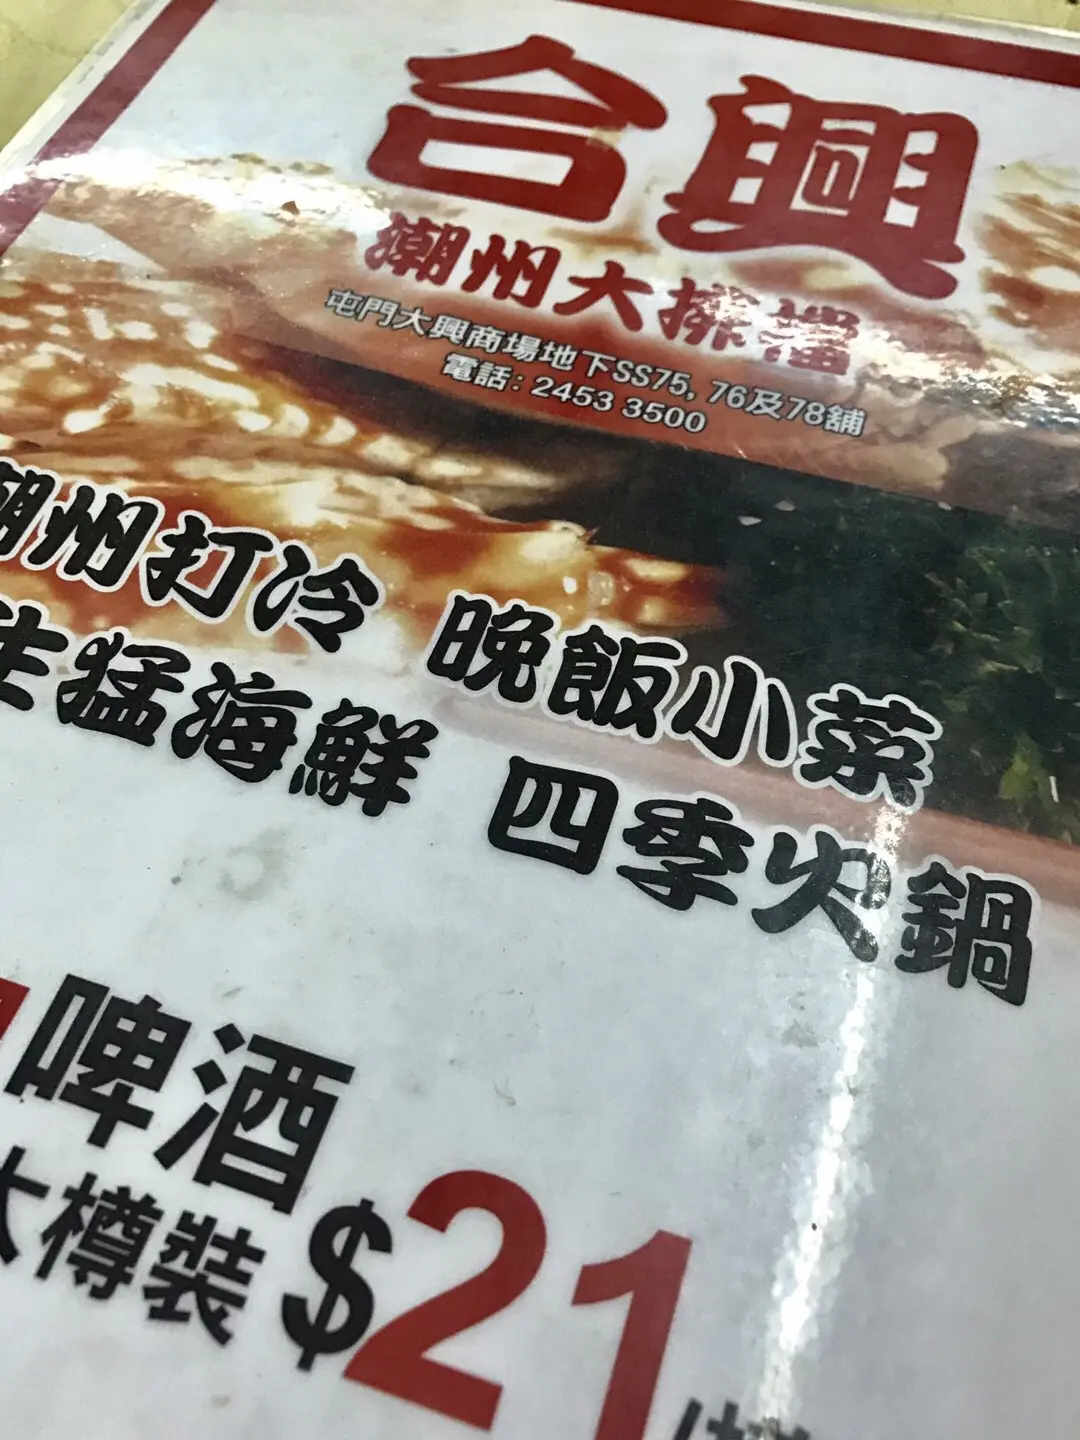 合興
潮州大排檔
屯門大興商場地下SS75, 76及78舖
電話: 2453 3500
潮州打冷 晚飯小菜
生猛海鮮 四季火鍋
啤酒
大樽裝 $21